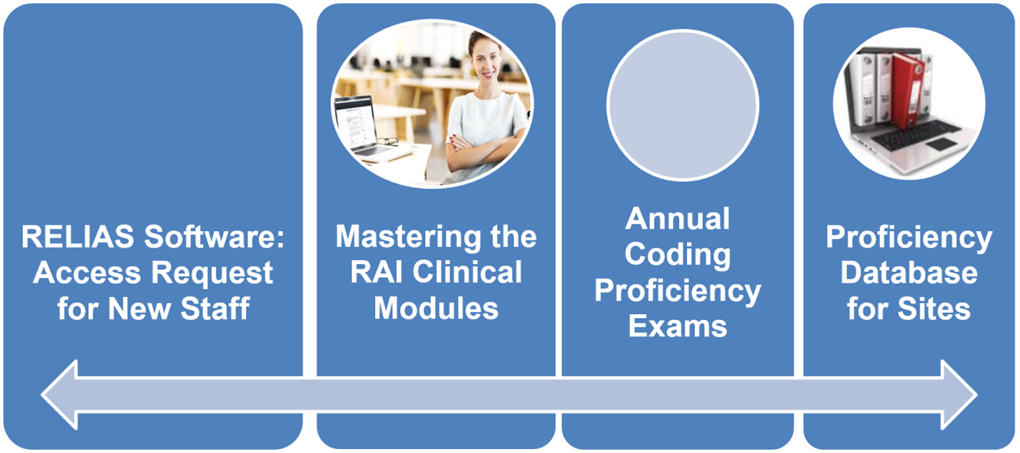 RELIAS Software:
Access Request
for New Staff
Mastering the
RAI Clinical
Modules
Annual
Coding
Proficiency
Exams
Proficiency
Database
for Sites